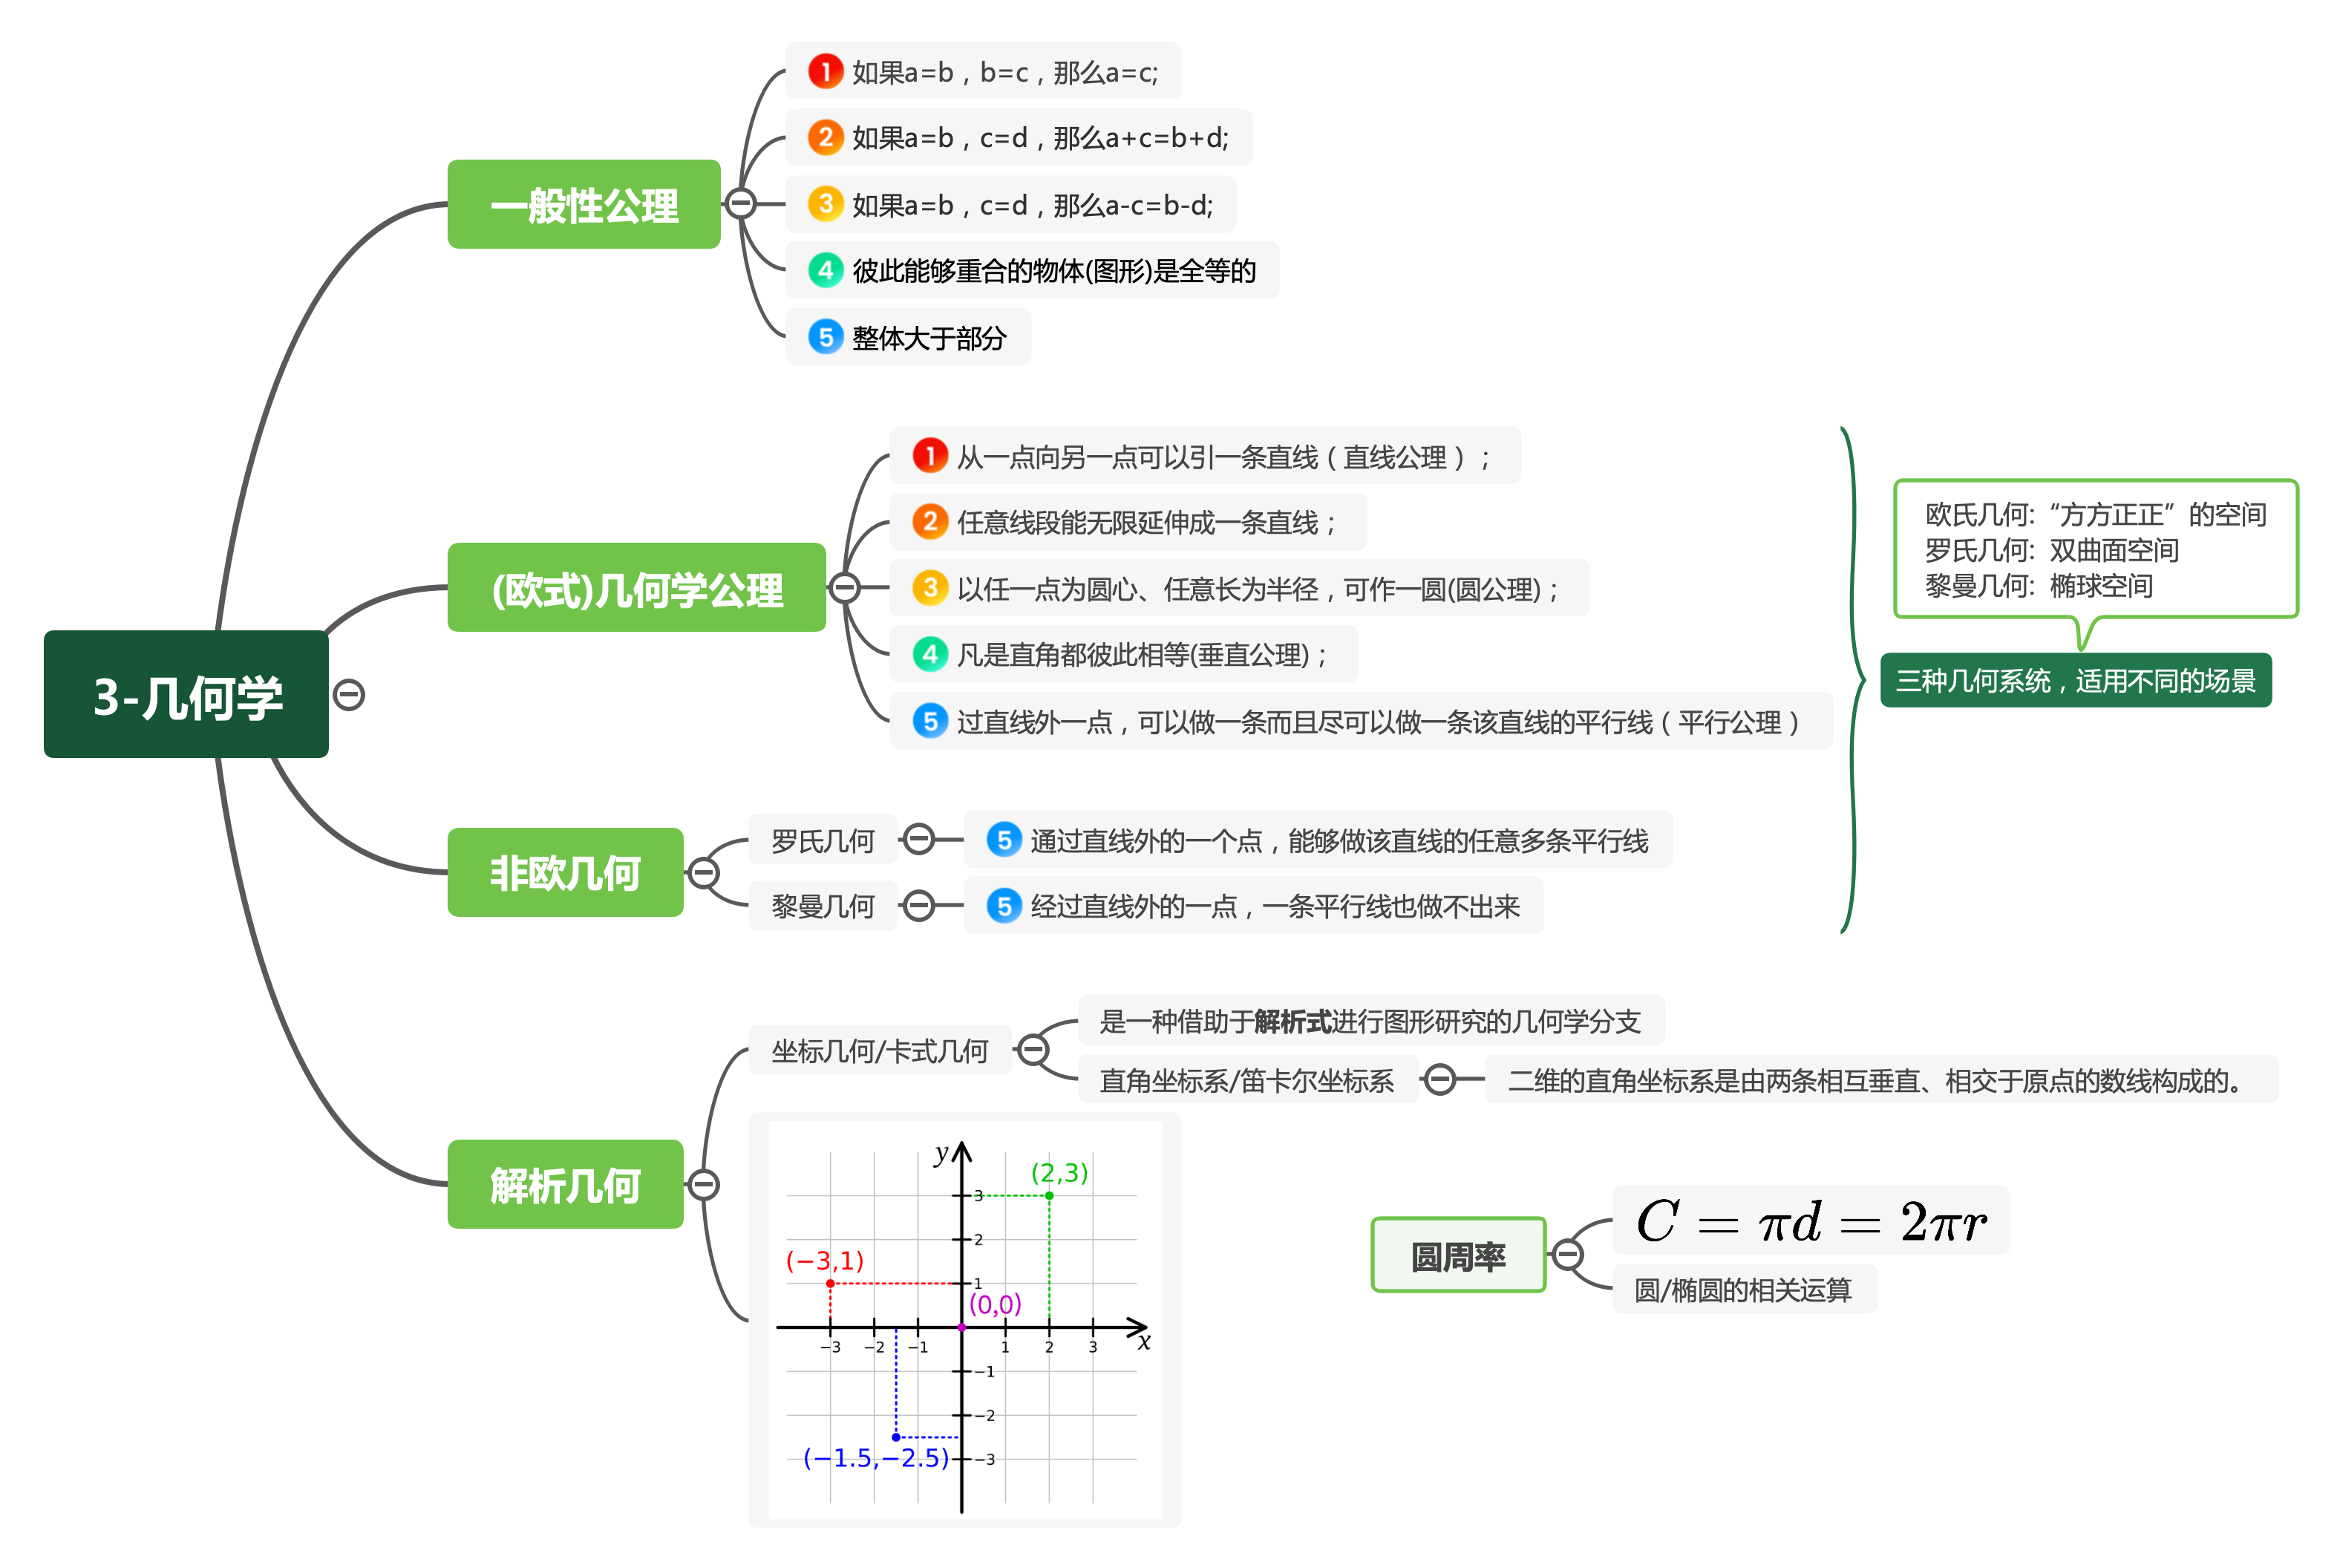 3-几何学
一般性公理
1 如果a=b，b=c，那么a=c;
2 如果a=b，c=d，那么a+c=b+d;
3 如果a=b，c=d，那么a-c=b-d;
4 彼此能够重合的物体(图形)是全等的
5 整体大于部分
(欧式)几何学公理
1 从一点向另一点可以引一条直线（直线公理）；
2 任意线段能无限延伸成一条直线；
3 以任一点为圆心、任意长为半径，可作一圆(圆公理)；
4 凡是直角都彼此相等(垂直公理)；
5 过直线外一点，可以做一条而且尽可以做一条该直线的平行线（平行公理）
非欧几何
罗氏几何
5 通过直线外的一个点，能够做该直线的任意多条平行线
黎曼几何
5 经过直线外的一点，一条平行线也做不出来
欧氏几何：“方方正正”的空间
罗氏几何：双曲面空间
黎曼几何：椭球空间
三种几何系统，适用不同的场景
解析几何
坐标几何/卡式几何
是一种借助于解析式进行图形研究的几何学分支
直角坐标系/笛卡尔坐标系
二维的直角坐标系是由两条相互垂直、相交于原点的数线构成的。
y
(2,3)
3
2
(−3,1)
1
(0,0)
x
−3 −2 −1 1 2 3
−1
−2
(−1.5,−2.5)
−3
圆周率
C = πd = 2πr
圆/椭圆的相关运算